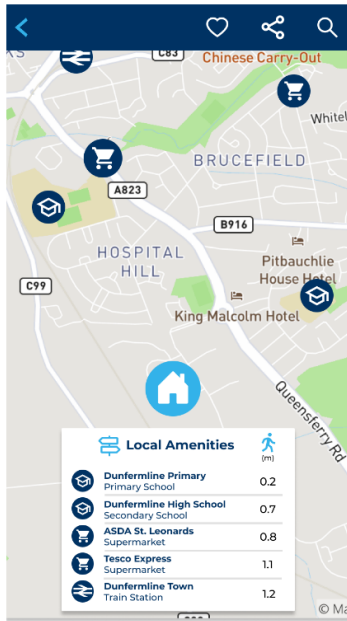 KS
C83
Chinese Carry-Out
Whitel
BRUCEFIELD
A823
B916
HOSPITAL
HILL
Pitbauchlie
House Hotel
C99
King Malcolm Hotel
Queensferry Rd
Local Amenities
(m)
Dunfermline Primary
Primary School
0.2
Dunfermline High School
Secondary School
0.7
ASDA St. Leonards
Supermarket
0.8
Tesco Express
Supermarket
1.1
Dunfermline Town
Train Station
1.2
© Ma